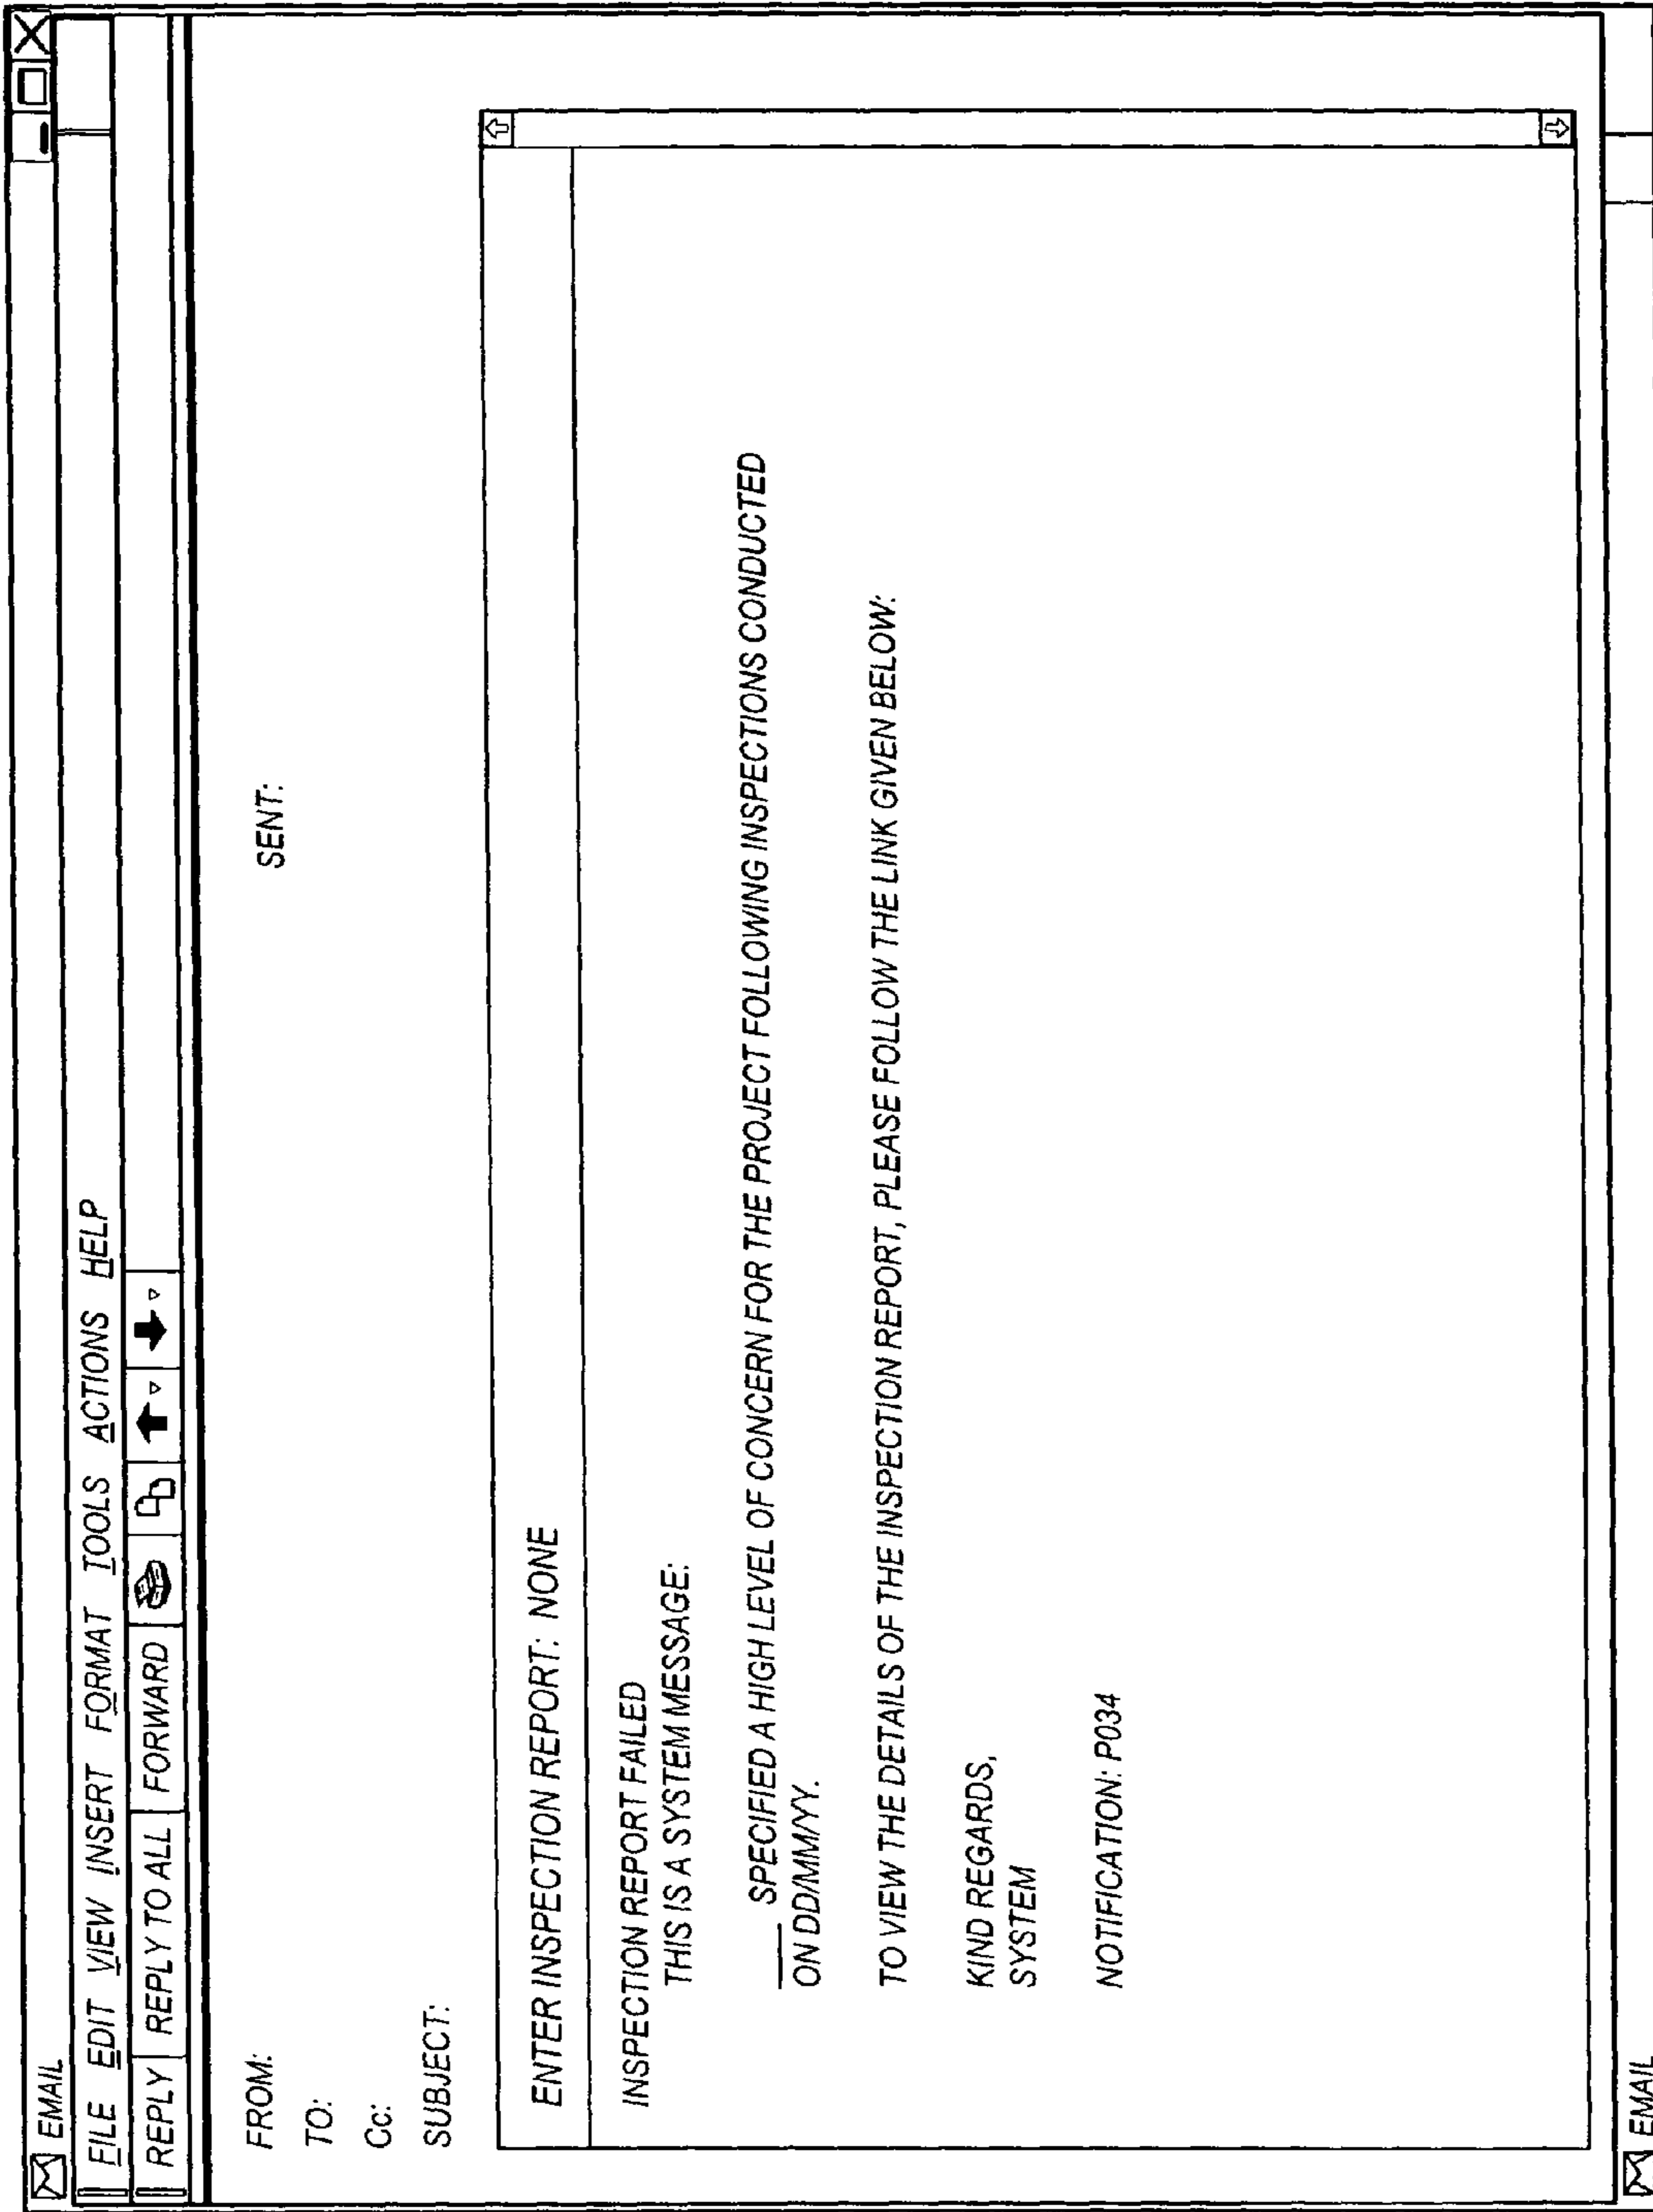 EMAIL
FILE EDIT VIEW INSERT FORMAT TOOLS ACTIONS HELP
REPLY REPLY TO ALL FORWARD
FROM: SENT:
TO:
Cc:
SUBJECT:
ENTER INSPECTION REPORT: NONE
INSPECTION REPORT FAILED
THIS IS A SYSTEM MESSAGE:
___ SPECIFIED A HIGH LEVEL OF CONCERN FOR THE PROJECT FOLLOWING INSPECTIONS CONDUCTED
ON DD/MM/YY.
TO VIEW THE DETAILS OF THE INSPECTION REPORT, PLEASE FOLLOW THE LINK GIVEN BELOW:
KIND REGARDS,
SYSTEM
NOTIFICATION: P034
EMAIL